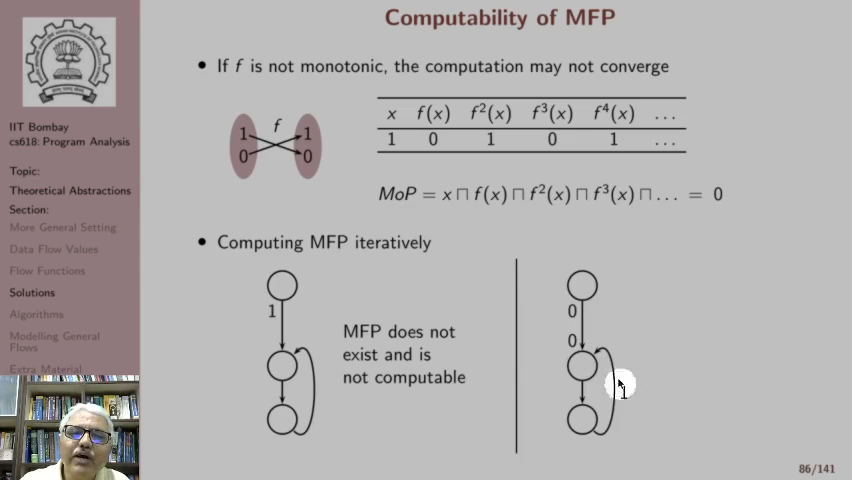 Computability of MFP
• If f is not monotonic, the computation may not converge
f
1 1
0 0
x f(x) f²(x) f³(x) f⁴(x) ...
1 0 1 0 1 ...
MoP = x ⊓ f(x) ⊓ f²(x) ⊓ f³(x) ⊓ ... = 0
• Computing MFP iteratively
1
MFP does not
exist and is
not computable
0
0
1
IIT Bombay
cs618: Program Analysis
Topic:
Theoretical Abstractions
Section:
More General Setting
Data Flow Values
Flow Functions
Solutions
Algorithms
Modelling General
Flows
Extra Material
86/141